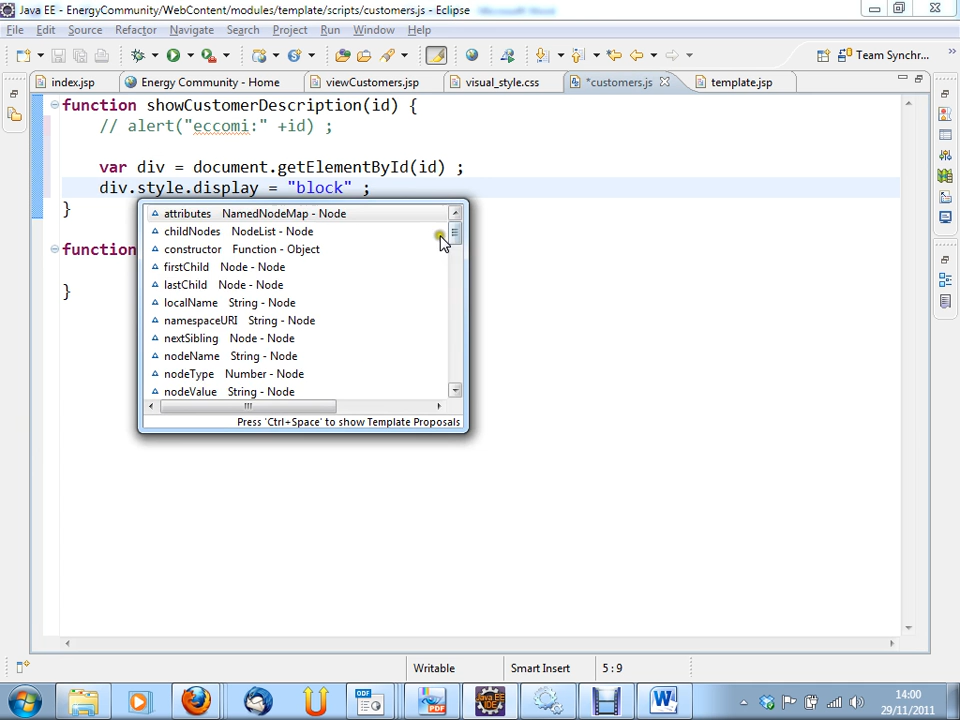 Java EE - EnergyCommunity/WebContent/modules/template/scripts/customers.js - Eclipse
File Edit Source Refactor Navigate Search Project Run Window Help
Team Synchr...
index.jsp Energy Community - Home viewCustomers.jsp visual_style.css *customers.js template.jsp
function showCustomerDescription(id) {
// alert("eccomi:" +id) ;
var div = document.getElementById(id) ;
div.style.display = "block" ;
}
attributes NamedNodeMap - Node
childNodes NodeList - Node
function
constructor Function - Object
firstChild Node - Node
lastChild Node - Node
}
localName String - Node
namespaceURI String - Node
nextSibling Node - Node
nodeName String - Node
nodeType Number - Node
nodeValue String - Node
Press 'Ctrl+Space' to show Template Proposals
Writable Smart Insert 5 : 9
ODF
PDF
Java EE
IDE
W
14:00
29/11/2011